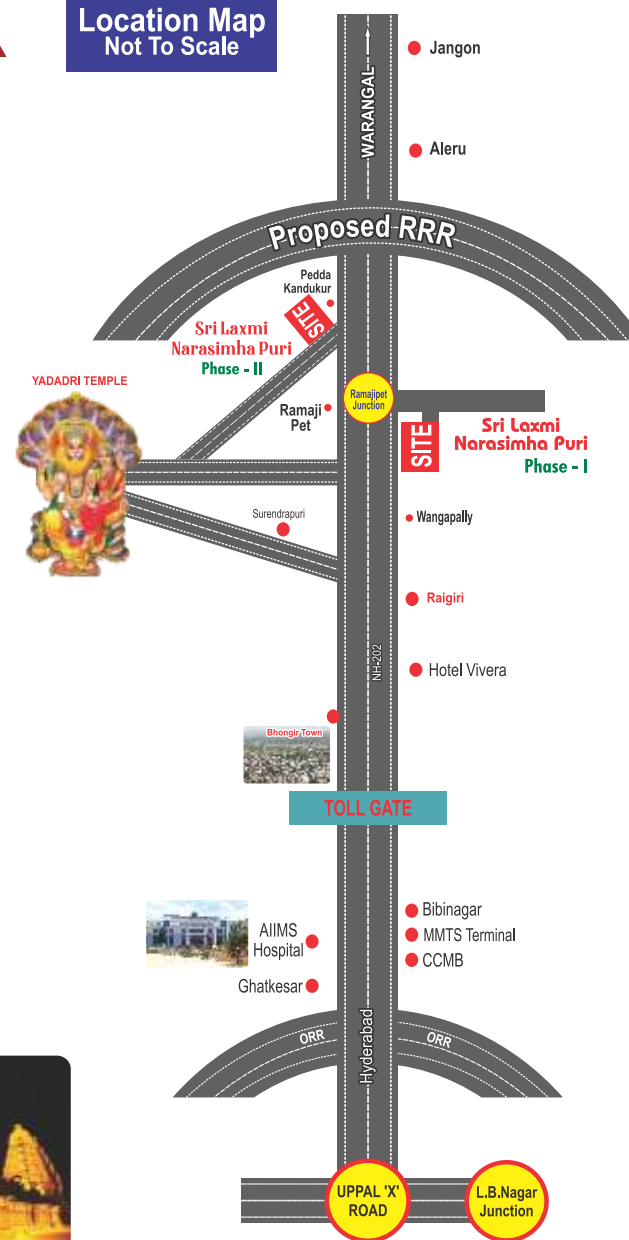 Location Map
Not To Scale
WARANGAL
Jangon
Aleru
Proposed RRR
Pedda
Kandukur
SITE
Sri Laxmi
Narasimha Puri
Phase - II
YADADRI TEMPLE
Ramaji
Pet
Ramajipet
Junction
SITE
Sri Laxmi
Narasimha Puri
Phase - I
Surendrapuri
Wangapally
Raigiri
NH-202
Hotel Vivera
Bhongir Town
TOLL GATE
AIIMS
Hospital
Ghatkesar
Bibinagar
MMTS Terminal
CCMB
ORR
Hyderabad
ORR
UPPAL 'X'
ROAD
L.B.Nagar
Junction